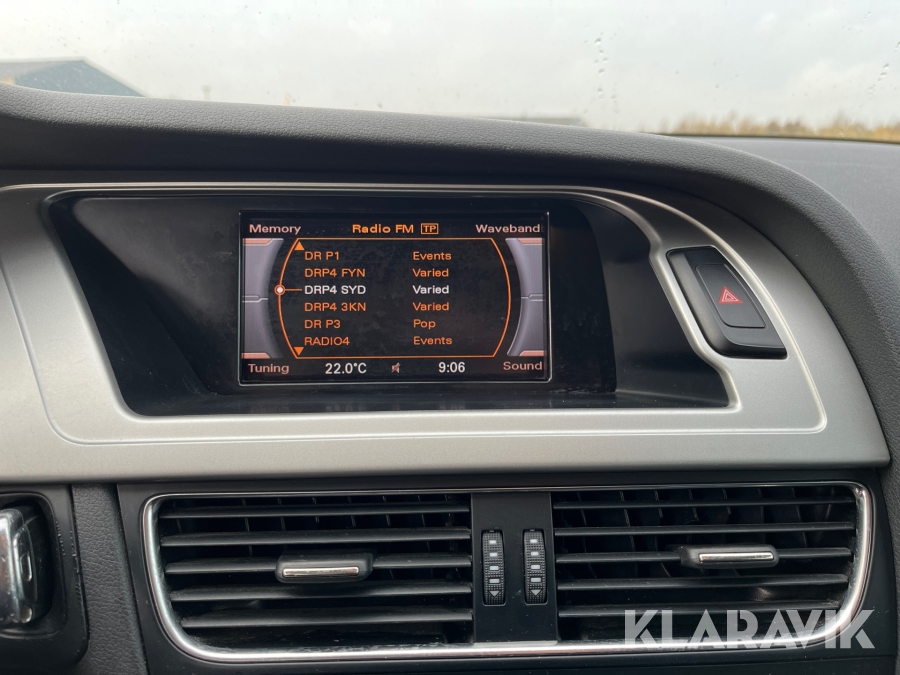 Memory Radio FM TP Waveband
DR P1 Events
DRP4 FYN Varied
DRP4 SYD Varied
DRP4 3KN Varied
DR P3 Pop
RADIO4 Events
Tuning 22.0°C 9:06 Sound
KLARAVIK